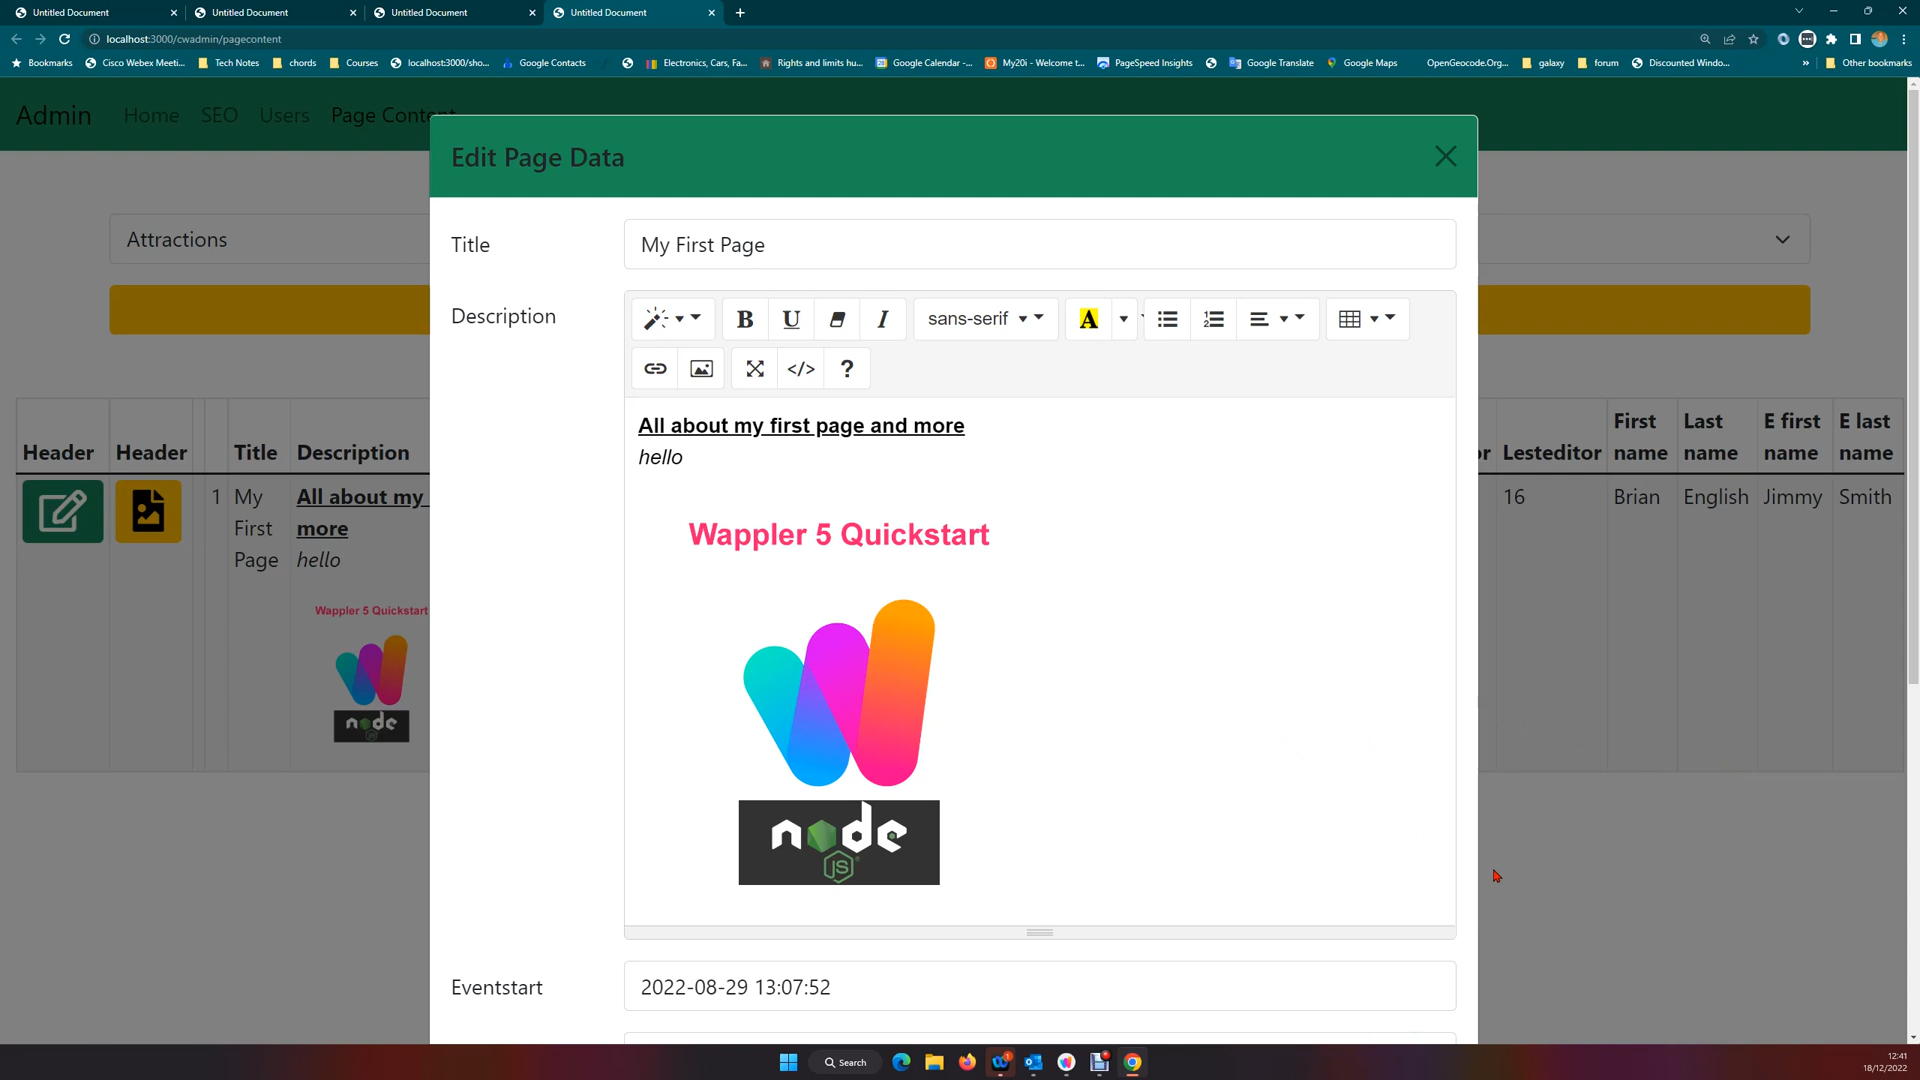 Untitled Document
Untitled Document
Untitled Document
Untitled Document
localhost:3000/cwadmin/pagecontent
Bookmarks
Cisco Webex Meeti...
Tech Notes
chords
Courses
localhost:3000/sho...
Google Contacts
Electronics, Cars, Fa...
Rights and limits hu...
Google Calendar -...
My20i - Welcome t...
PageSpeed Insights
Google Translate
Google Maps
OpenGeocode.Org...
galaxy
forum
Discounted Windo...
»
Other bookmarks
Admin
Home
SEO
Users
Page Content
Edit Page Data
Attractions
Title
My First Page
Description
B U I
sans-serif
A
</>
?
All about my first page and more
hello
Wappler 5 Quickstart
node
JS
Eventstart
2022-08-29 13:07:52
Header
Header
Title
Description
Lesteditor
First name
Last name
E first name
E last name
1
My First Page
All about my
more
hello
Wappler 5 Quickstart
node
16
Brian
English
Jimmy
Smith
Search
12:41
18/12/2022